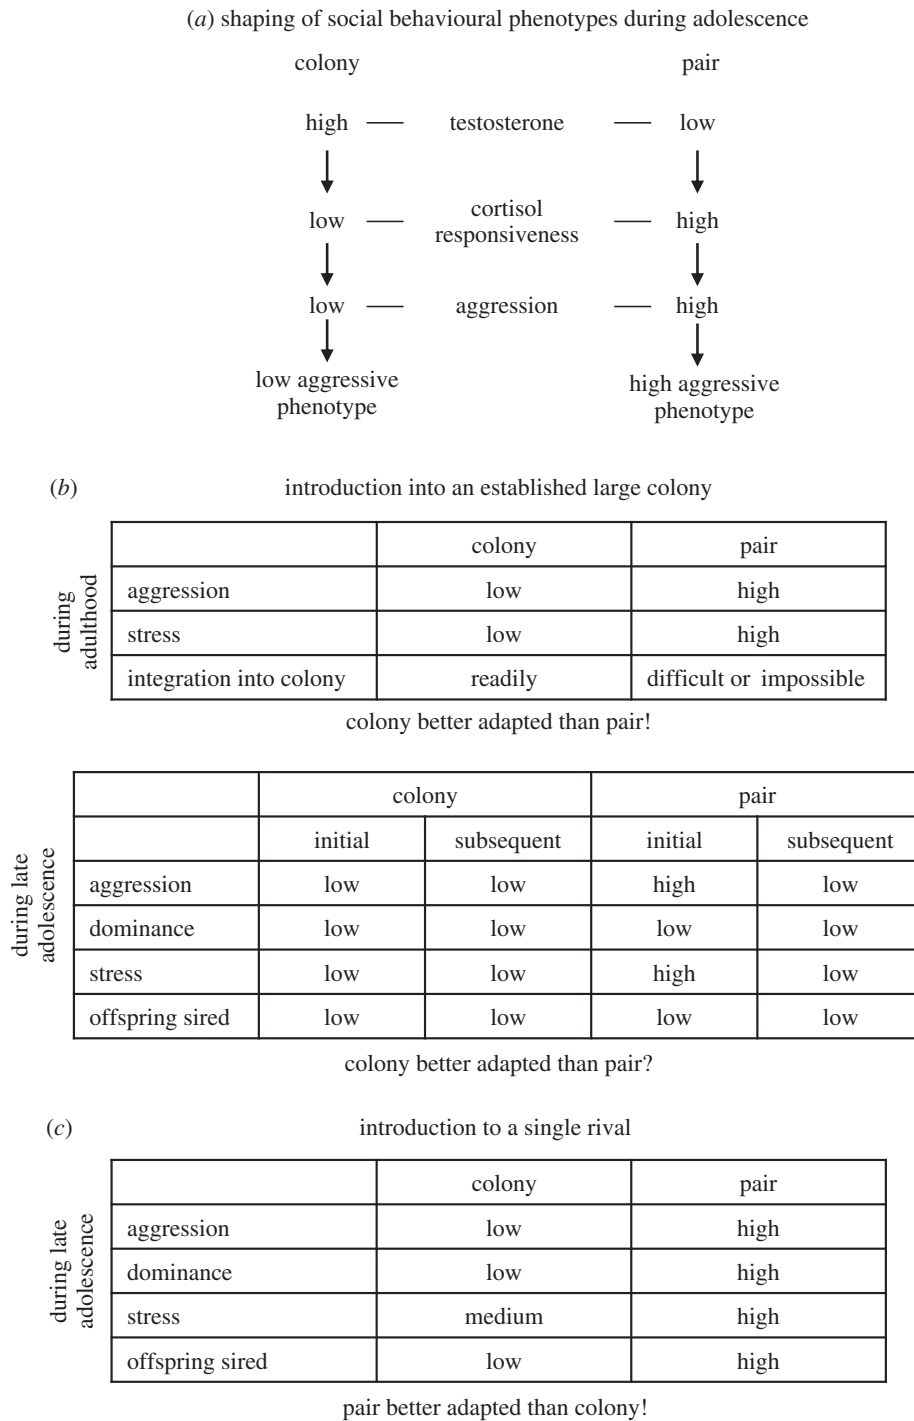 (a) shaping of social behavioural phenotypes during adolescence
colony pair
high testosterone low
low cortisol responsiveness high
low aggression high
low aggressive phenotype high aggressive phenotype
(b) introduction into an established large colony
during adulthood
colony pair
aggression low high
stress low high
integration into colony readily difficult or impossible
colony better adapted than pair!
during late adolescence
colony pair
initial subsequent initial subsequent
aggression low low high low
dominance low low low low
stress low low high low
offspring sired low low low low
colony better adapted than pair?
(c) introduction to a single rival
during late adolescence
colony pair
aggression low high
dominance low high
stress medium high
offspring sired low high
pair better adapted than colony!